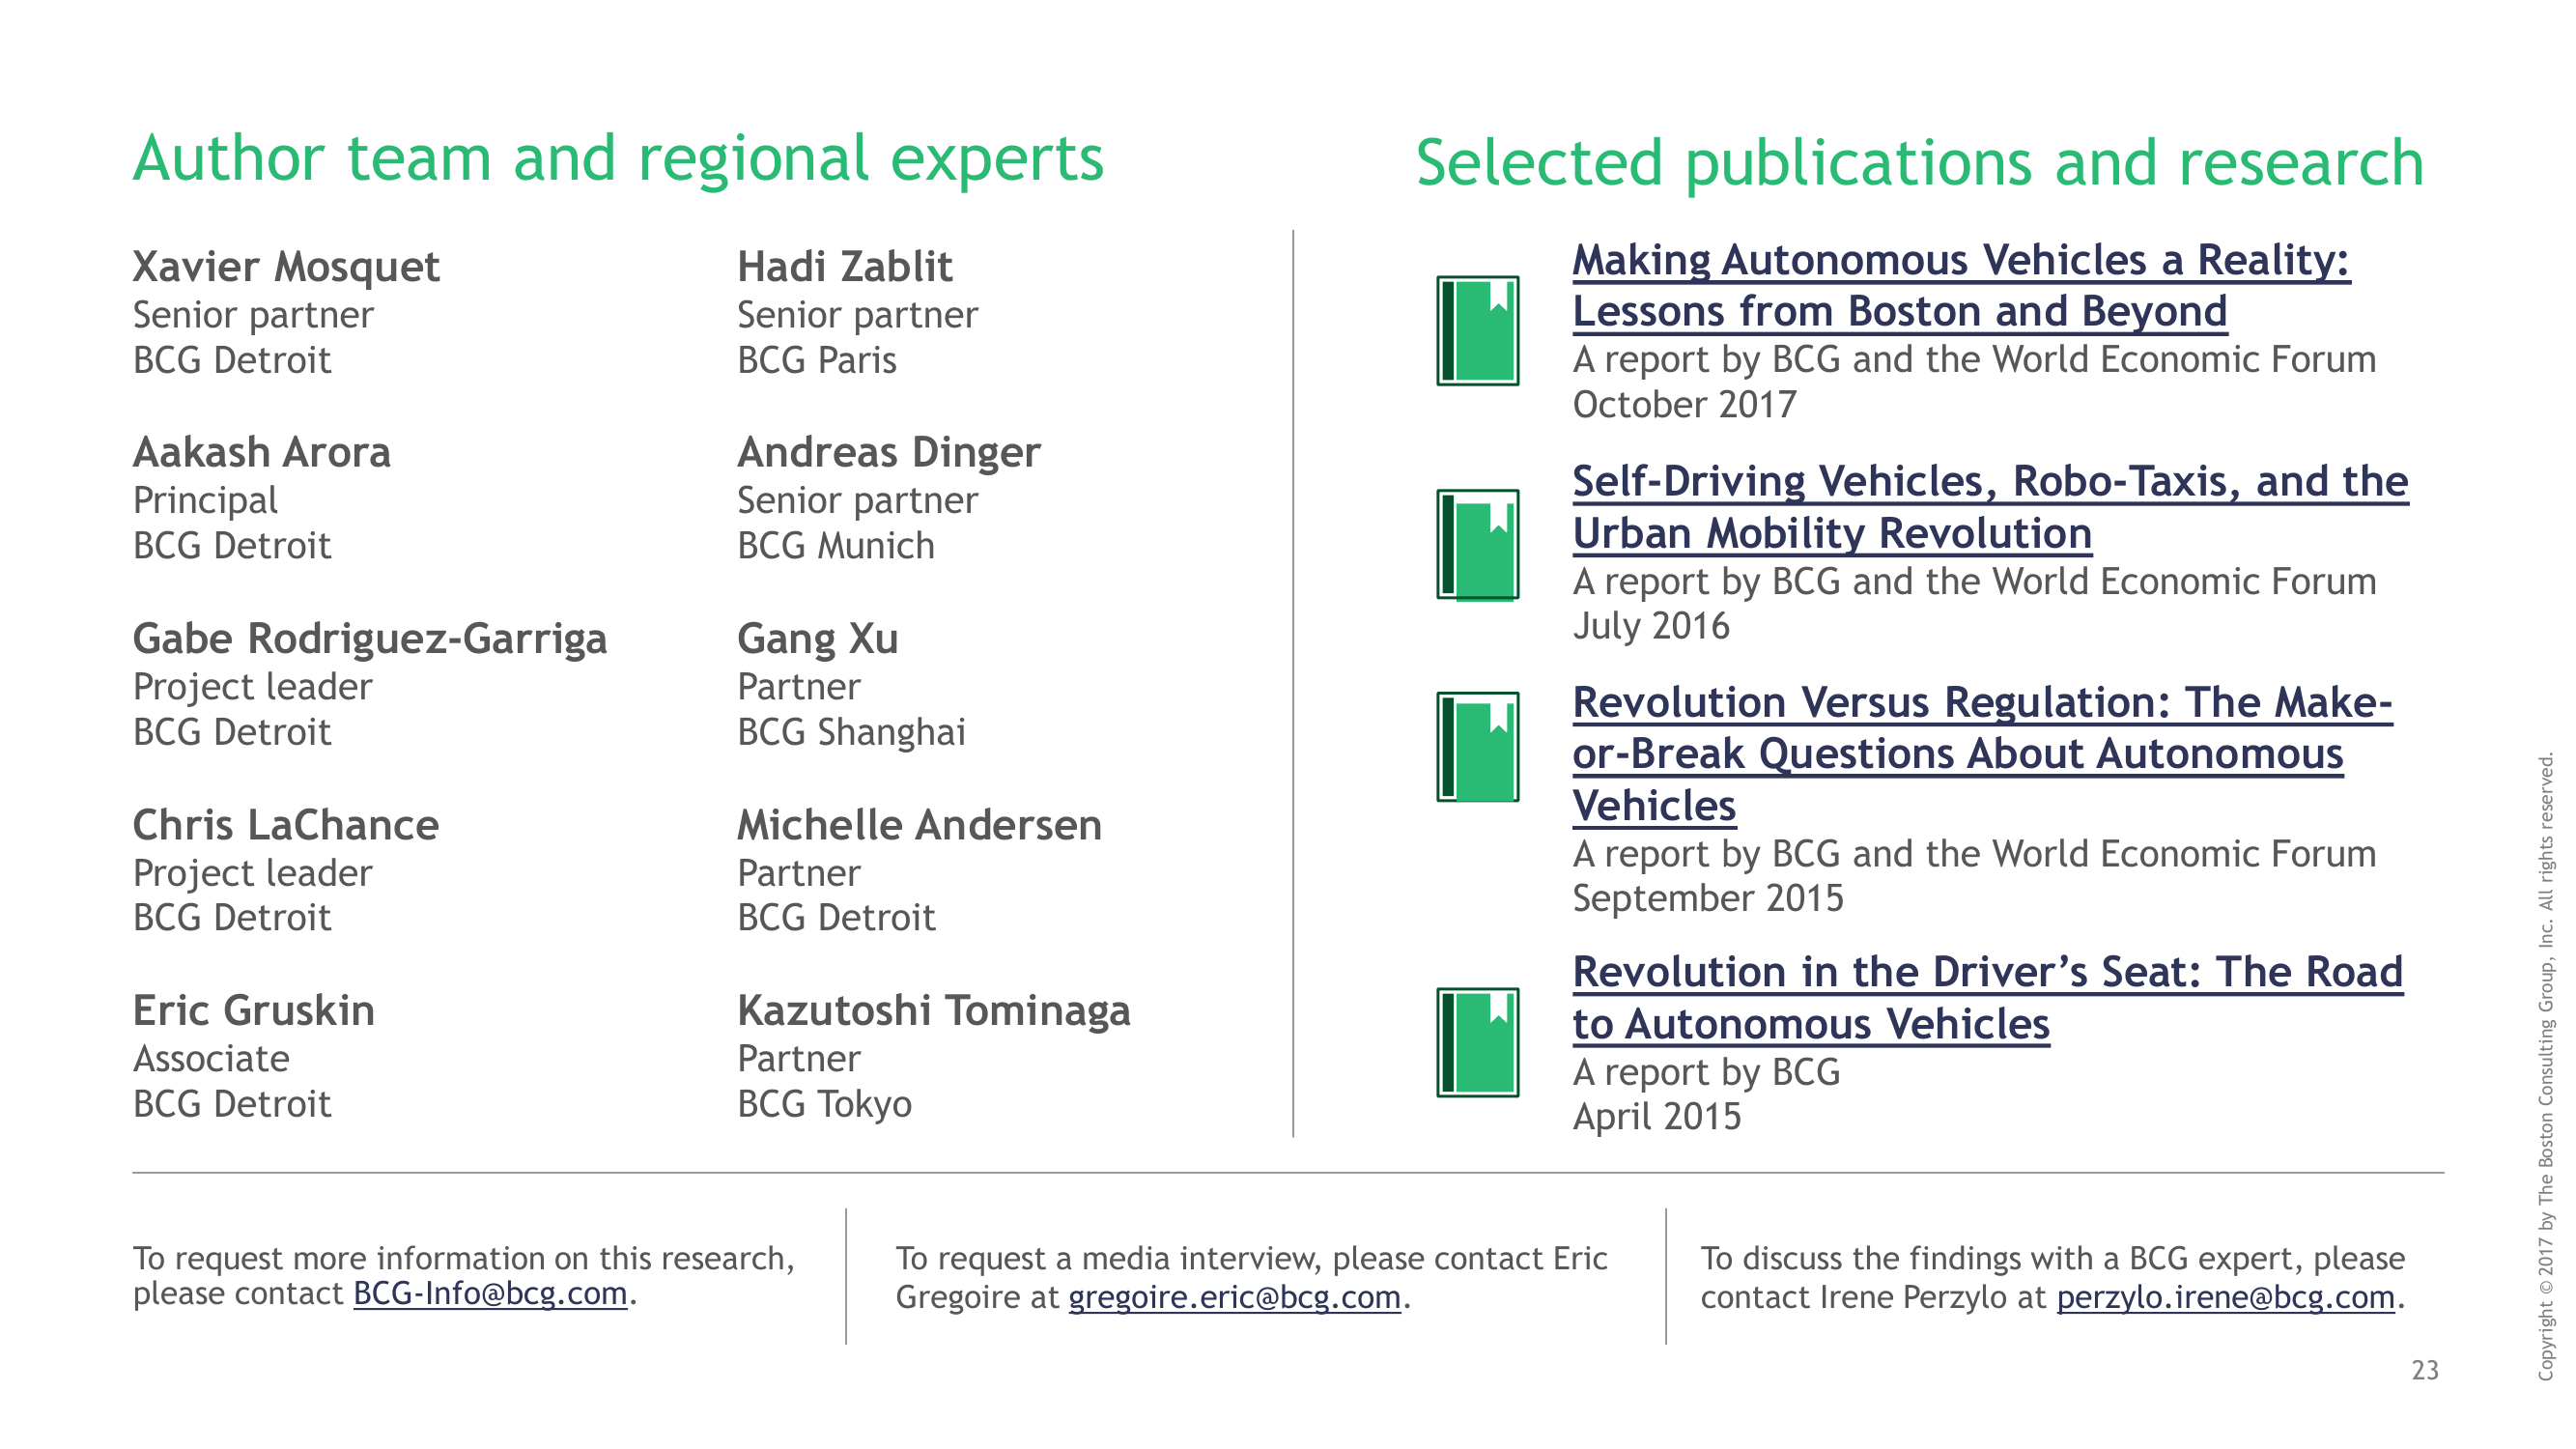 Author team and regional experts
Xavier Mosquet
Senior partner
BCG Detroit
Aakash Arora
Principal
BCG Detroit
Gabe Rodriguez-Garriga
Project leader
BCG Detroit
Chris LaChance
Project leader
BCG Detroit
Eric Gruskin
Associate
BCG Detroit
Hadi Zablit
Senior partner
BCG Paris
Andreas Dinger
Senior partner
BCG Munich
Gang Xu
Partner
BCG Shanghai
Michelle Andersen
Partner
BCG Detroit
Kazutoshi Tominaga
Partner
BCG Tokyo
Selected publications and research
Making Autonomous Vehicles a Reality:
Lessons from Boston and Beyond
A report by BCG and the World Economic Forum
October 2017
Self-Driving Vehicles, Robo-Taxis, and the
Urban Mobility Revolution
A report by BCG and the World Economic Forum
July 2016
Revolution Versus Regulation: The Make-
or-Break Questions About Autonomous
Vehicles
A report by BCG and the World Economic Forum
September 2015
Revolution in the Driver’s Seat: The Road
to Autonomous Vehicles
A report by BCG
April 2015
To request more information on this research,
please contact BCG-Info@bcg.com.
To request a media interview, please contact Eric
Gregoire at gregoire.eric@bcg.com.
To discuss the findings with a BCG expert, please
contact Irene Perzylo at perzylo.irene@bcg.com.
23
Copyright © 2017 by The Boston Consulting Group, Inc. All rights reserved.